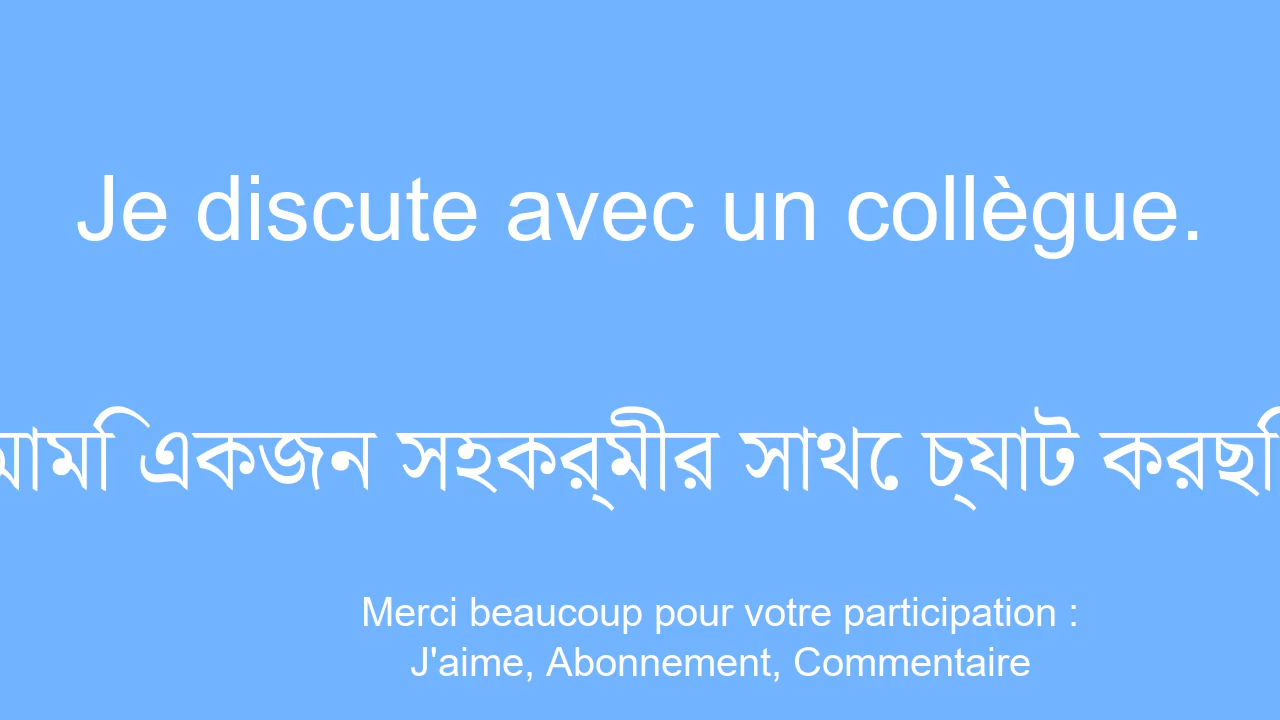 Je discute avec un collègue.
আমি একজন সহকর্মীর সাথে চ্যাট করছি
Merci beaucoup pour votre participation :
J'aime, Abonnement, Commentaire